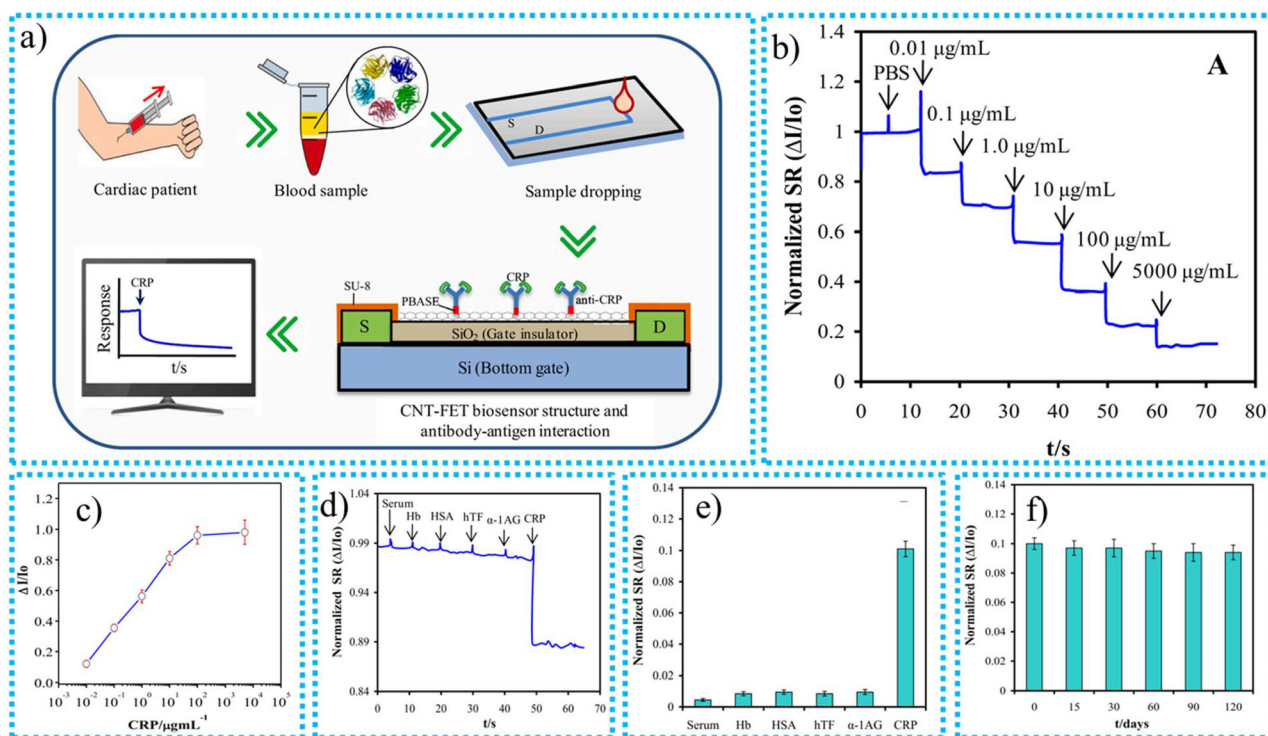 a)
Cardiac patient
Blood sample
S
D
Sample dropping
CRP
Response
t/s
SU-8
PBASE
CRP
anti-CRP
S
SiO₂ (Gate insulator)
D
Si (Bottom gate)
CNT-FET biosensor structure and
antibody-antigen interaction
b)
A
Normalized SR (ΔI/Io)
1.4
1.2
1
0.8
0.6
0.4
0.2
0
PBS
0.01 µg/mL
0.1 µg/mL
1.0 µg/mL
10 µg/mL
100 µg/mL
5000 µg/mL
0 10 20 30 40 50 60 70 80
t/s
c)
ΔI/Io
1.2
1.0
0.8
0.6
0.4
0.2
0.0
10⁻³ 10⁻² 10⁻¹ 10⁰ 10¹ 10² 10³ 10⁴ 10⁵
CRP/µgmL⁻¹
d)
Normalized SR (ΔI/Io)
1.04
0.99
0.94
0.89
0.84
Serum
Hb
HSA
hTF
α-1AG
CRP
0 10 20 30 40 50 60 70
t/s
e)
Normalized SR (ΔI/Io)
0.14
0.12
0.1
0.08
0.06
0.04
0.02
0
Serum Hb HSA hTF α-1AG CRP
f)
Normalized SR (ΔI/Io)
0.14
0.12
0.1
0.08
0.06
0.04
0.02
0
0 15 30 60 90 120
t/days